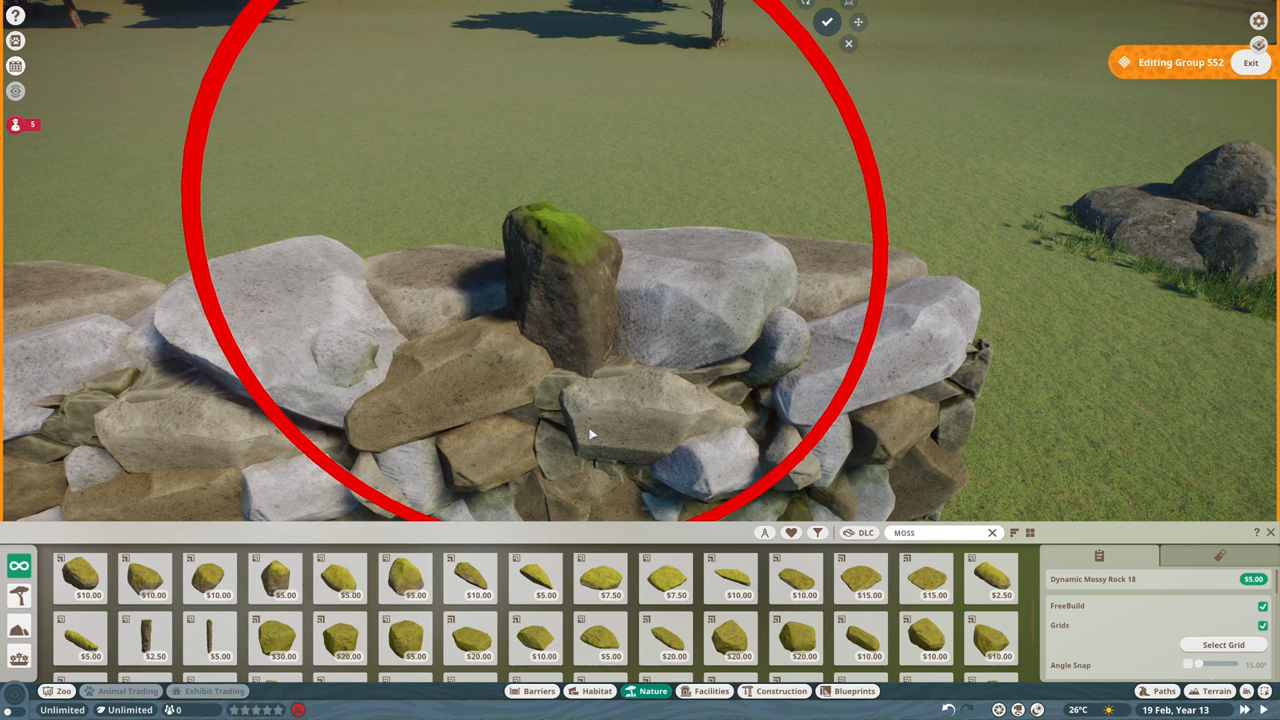 ?
Editing Group 552 Exit
5
DLC MOSS ?
$10.00 $10.00 $10.00 $5.00 $5.00 $5.00 $10.00 $5.00 $7.50 $7.50 $10.00 $10.00 $15.00 $15.00 $2.50
$5.00 $2.50 $5.00 $30.00 $20.00 $5.00 $20.00 $10.00 $5.00 $20.00 $20.00 $20.00 $10.00 $10.00 $10.00
Dynamic Mossy Rock 18 $5.00
FreeBuild
Grids
Select Grid
Angle Snap 15.00°
Zoo Animal Trading Exhibit Trading Barriers Habitat Nature Facilities Construction Blueprints Paths Terrain
Unlimited Unlimited 0 26°C 19 Feb, Year 13